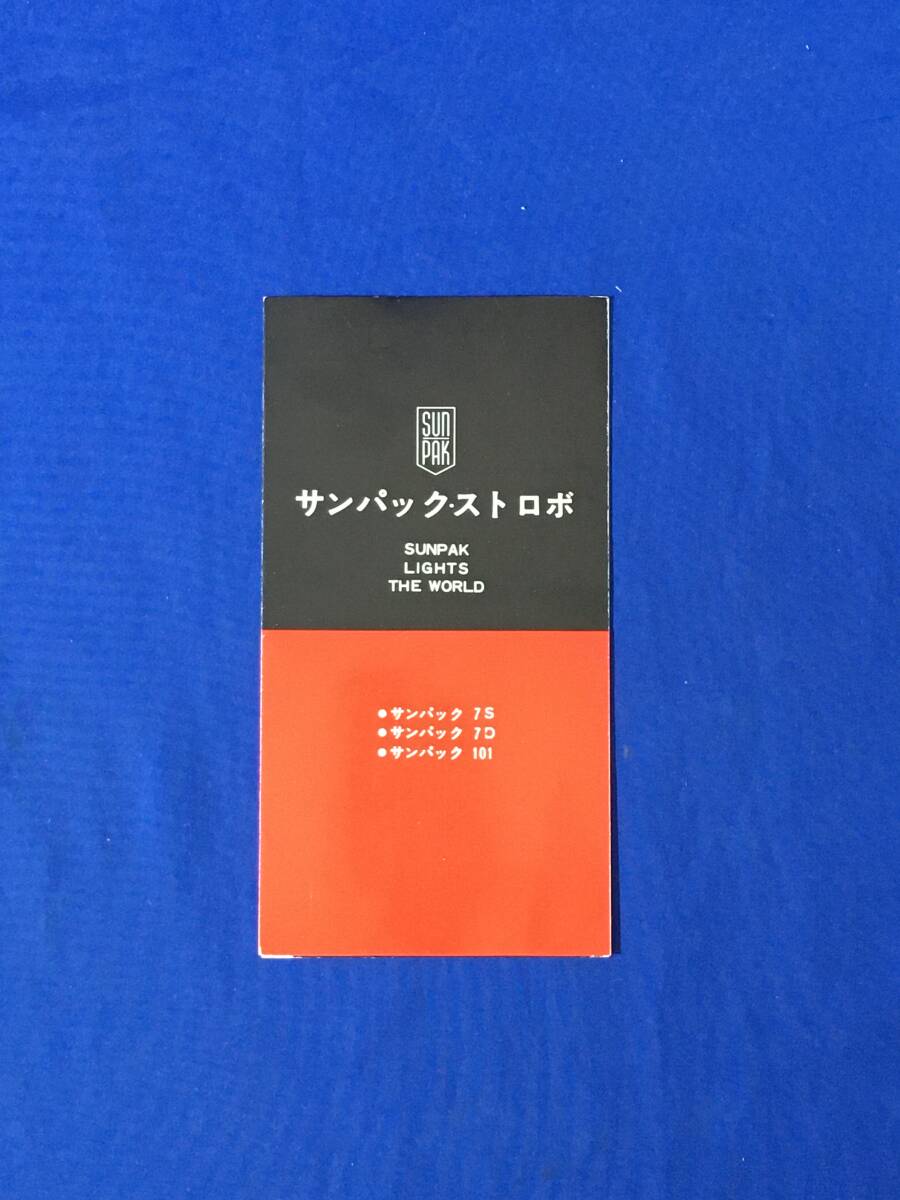 SUN
PAK
サンパック・ストロボ
SUNPAK
LIGHTS
THE WORLD
●サンパック 7S
●サンパック 7D
●サンパック 101